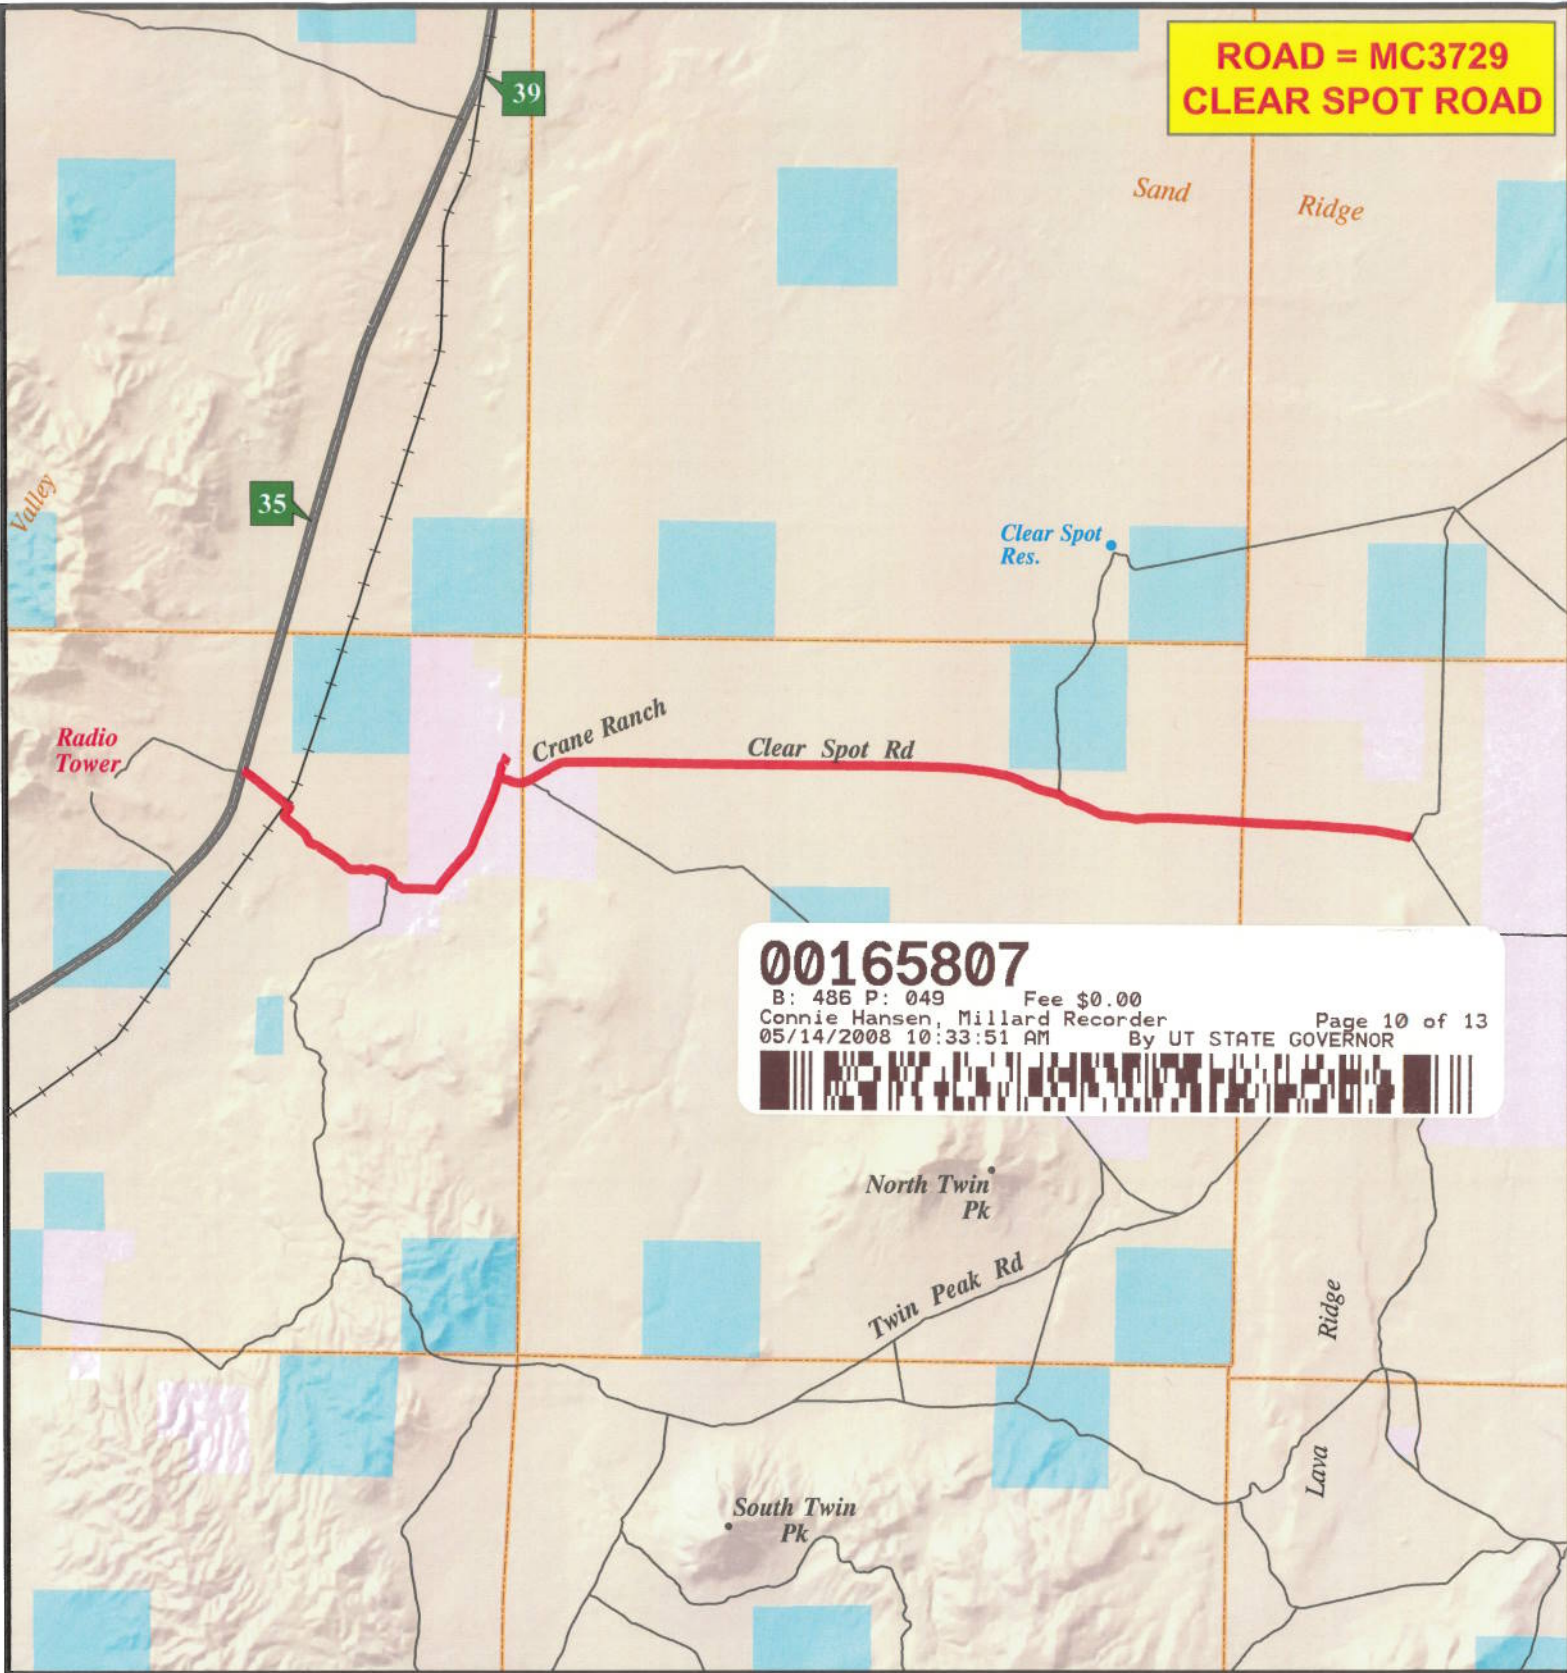 ROAD = MC3729
CLEAR SPOT ROAD
39
Sand Ridge
Valley
35
Clear Spot
Res.
Radio
Tower
Crane Ranch
Clear Spot Rd
00165807
B: 486 P: 049 Fee $0.00
Connie Hansen, Millard Recorder Page 10 of 13
05/14/2008 10:33:51 AM By UT STATE GOVERNOR
North Twin
Pk
Twin Peak Rd
Lava Ridge
South Twin
Pk